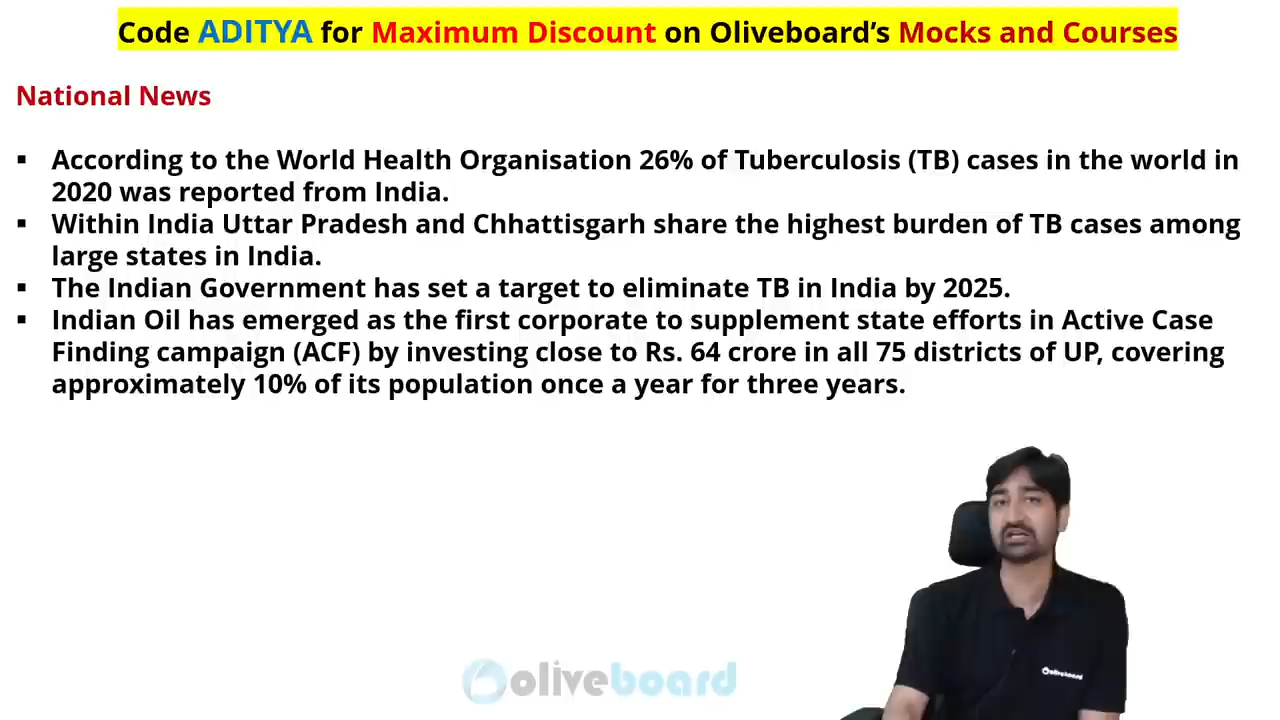 Code ADITYA for Maximum Discount on Oliveboard’s Mocks and Courses
National News
▪ According to the World Health Organisation 26% of Tuberculosis (TB) cases in the world in
2020 was reported from India.
▪ Within India Uttar Pradesh and Chhattisgarh share the highest burden of TB cases among
large states in India.
▪ The Indian Government has set a target to eliminate TB in India by 2025.
▪ Indian Oil has emerged as the first corporate to supplement state efforts in Active Case
Finding campaign (ACF) by investing close to Rs. 64 crore in all 75 districts of UP, covering
approximately 10% of its population once a year for three years.
oliveboard
oliveboard